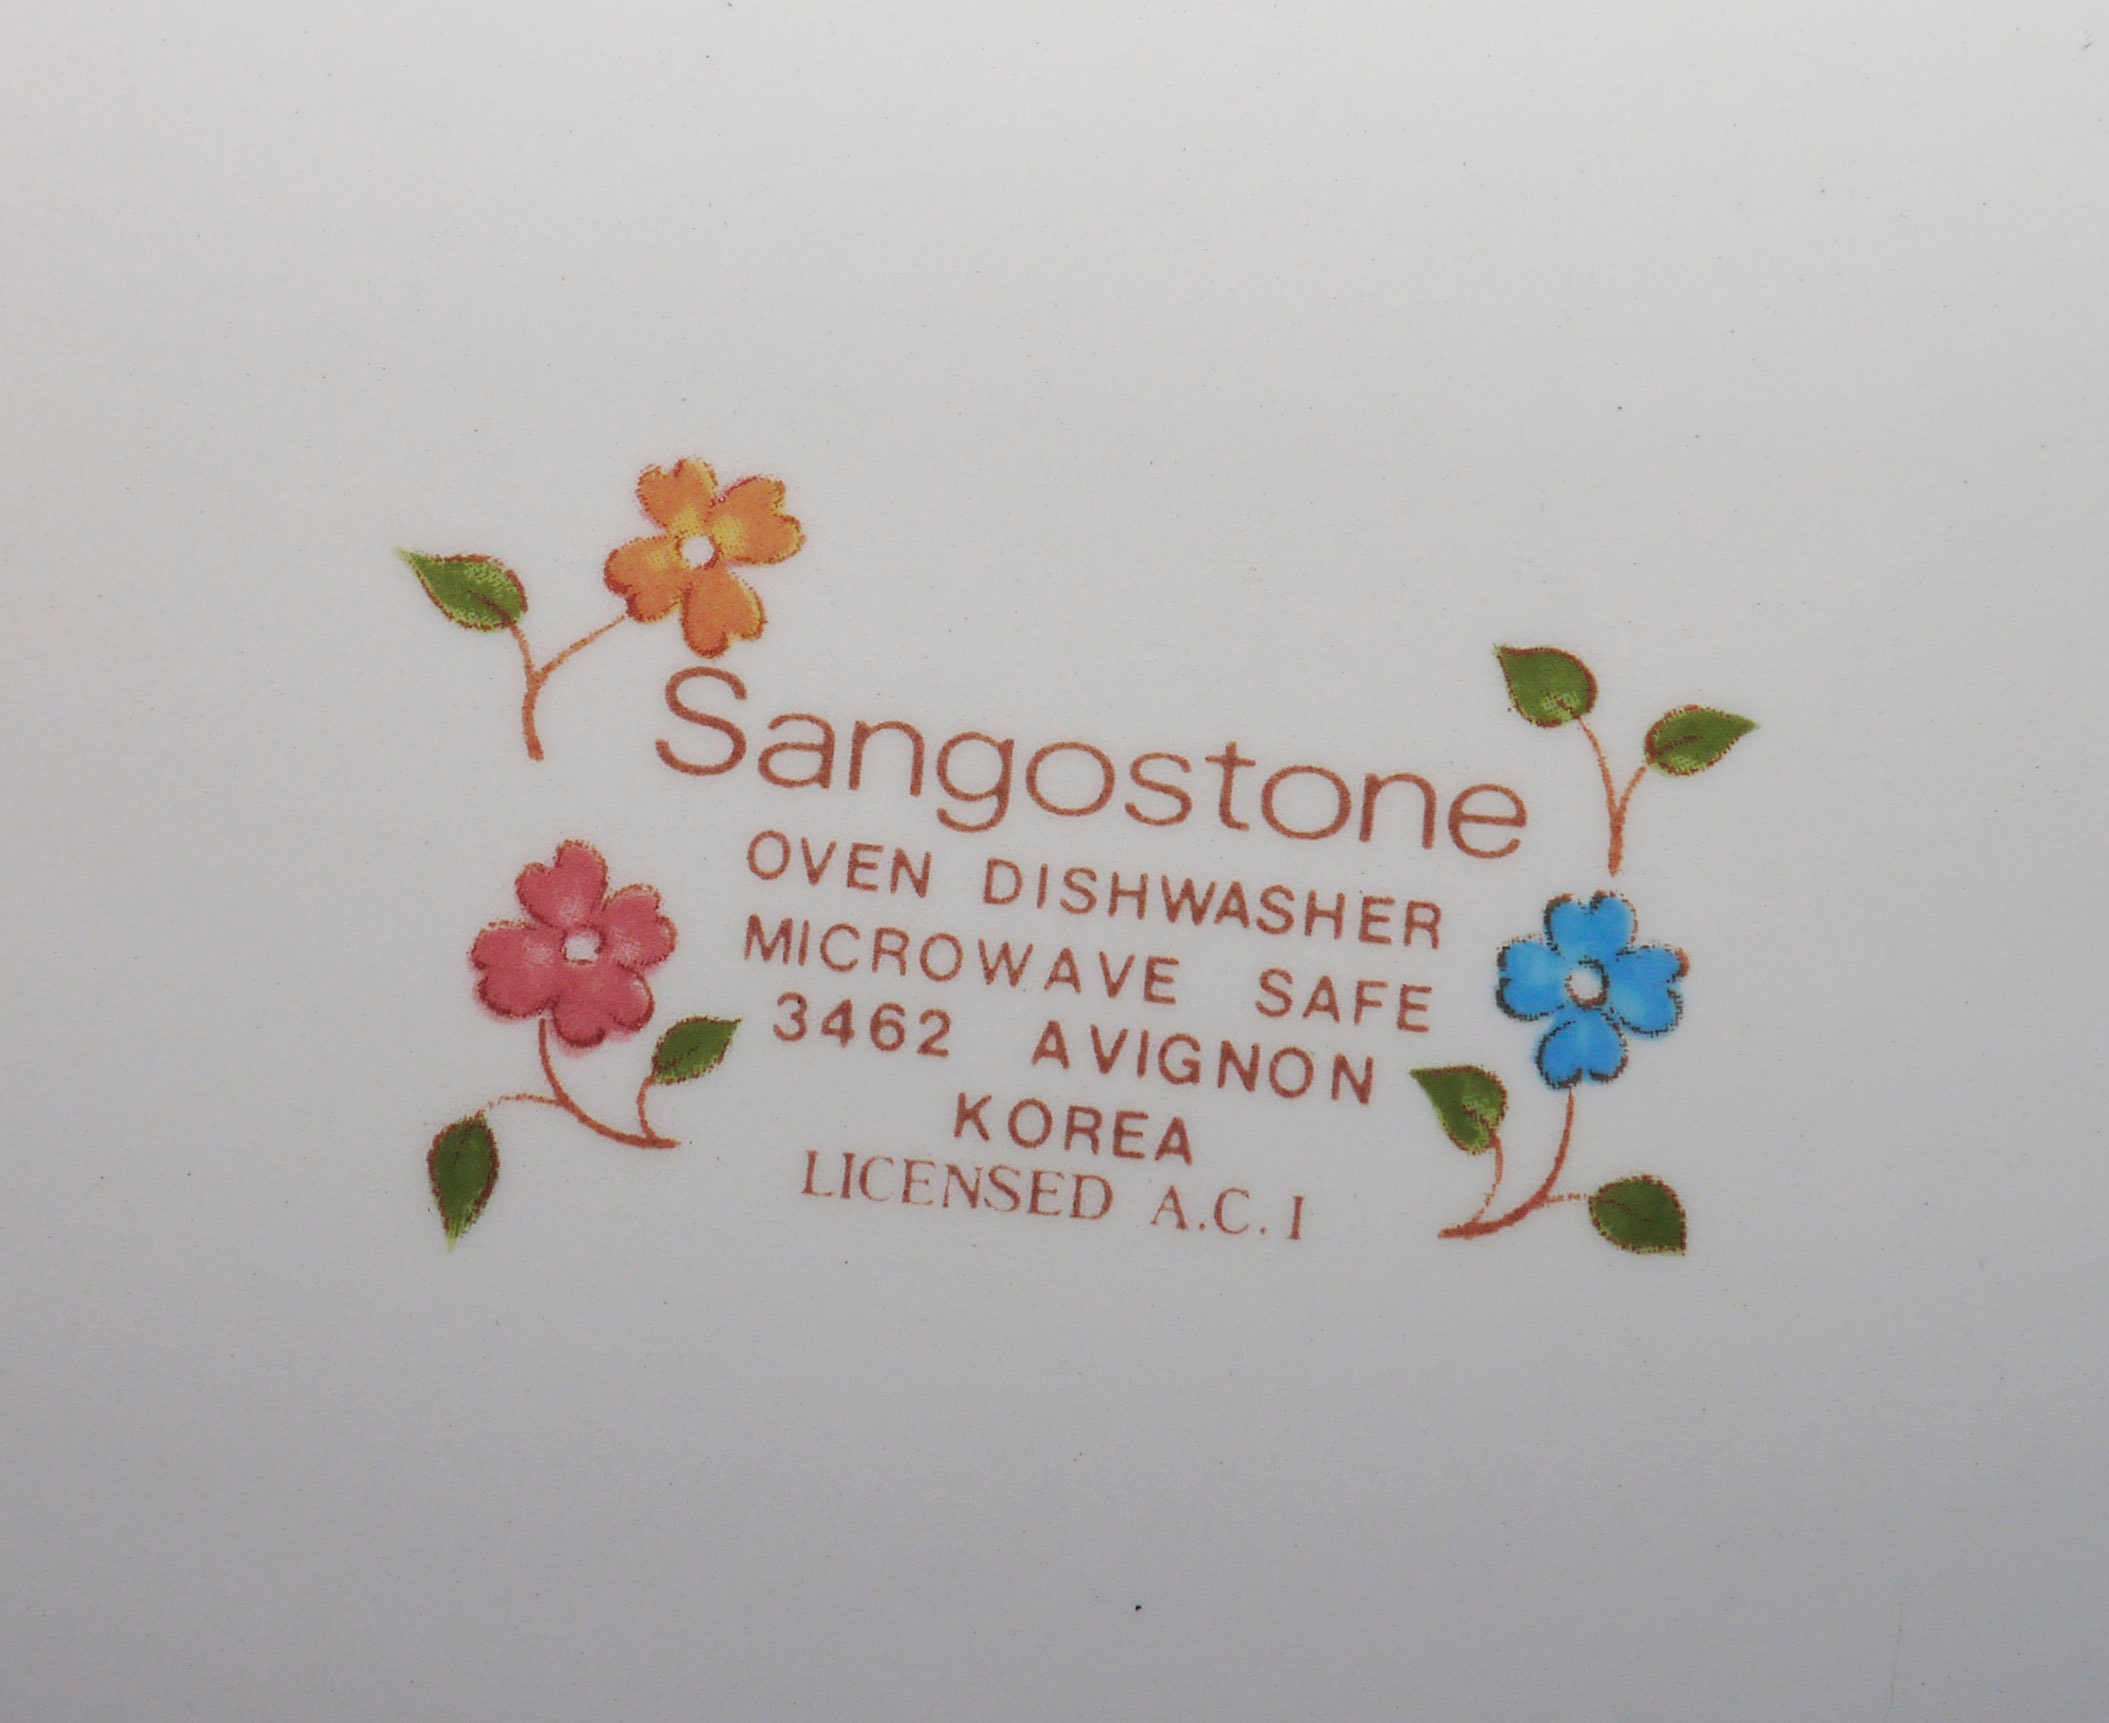 Sangostone
OVEN DISHWASHER
MICROWAVE SAFE
3462 AVIGNON
KOREA
LICENSED A.C.I